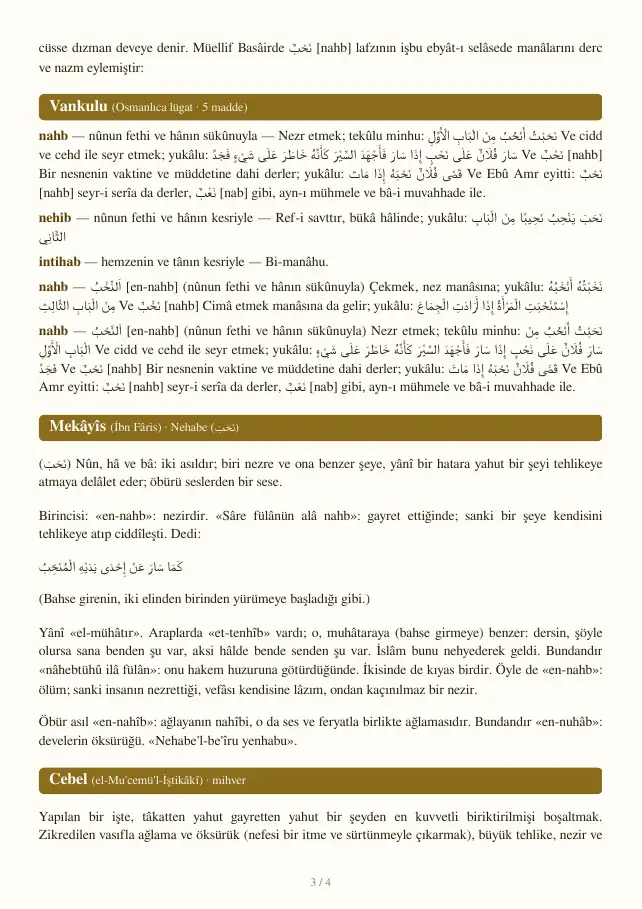 cüsse dızman deveye denir. Müellif Basâirde نَحْبٌ [nahb] lafzının işbu ebyât-ı selâsede manâlarını derc
ve nazm eylemiştir:
Vankulu (Osmanlıca lügat · 5 madde)
nahb — nûnun fethi ve hânın sükûnuyla — Nezr etmek; tekûlu minhu: نَحَبْتُ أَنْحُبُ مِنَ الْبَابِ الْأَوَّلِ Ve cidd
ve cehd ile seyr etmek; yukâlu: سَارَ فُلَانٌ عَلَى نَحْبٍ إِذَا سَارَ فَأَجْهَدَ السَّيْرَ كَأَنَّهُ خَاطَرَ عَلَى شَيْءٍ فَجَدَّ Ve نَحْبٌ [nahb]
Bir nesnenin vaktine ve müddetine dahi derler; yukâlu: قَضَى فُلَانٌ نَحْبَهُ إِذَا مَاتَ Ve Ebû Amr eyitti: نَحْبٌ
[nahb] seyr-i serîa da derler, نَعْبٌ [nab] gibi, ayn-ı mühmele ve bâ-i muvahhade ile.
nehib — nûnun fethi ve hânın kesriyle — Ref-i savttır, bükâ hâlinde; yukâlu: نَحَبَ يَنْحِبُ نَحِيبًا مِنَ الْبَابِ
الثَّانِي
intihab — hemzenin ve tânın kesriyle — Bi-manâhu.
nahb — اَلنَّخْبُ [en-nahb] (nûnun fethi ve hânın sükûnuyla) Çekmek, nez manâsına; yukâlu: نَخَبْتُهُ أَنْخَبُهُ
مِنَ الْبَابِ الثَّالِثِ Ve نَخْبٌ [nahb] Cimâ etmek manâsına da gelir; yukâlu: إِسْتَنْخَبَتِ الْمَرْأَةُ إِذَا أَرَادَتِ الْجِمَاعَ
nahb — اَلنَّحْبُ [en-nahb] (nûnun fethi ve hânın sükûnuyla) Nezr etmek; tekûlu minhu: نَحَبْتُ أَنْحُبُ مِنَ
الْبَابِ الْأَوَّلِ Ve cidd ve cehd ile seyr etmek; yukâlu: سَارَ فُلَانٌ عَلَى نَحْبٍ إِذَا سَارَ فَأَجْهَدَ السَّيْرَ كَأَنَّهُ خَاطَرَ عَلَى شَيْءٍ
فَجَدَّ Ve نَحْبٌ [nahb] Bir nesnenin vaktine ve müddetine dahi derler; yukâlu: قَضَى فُلَانٌ نَحْبَهُ إِذَا مَاتَ Ve Ebû
Amr eyitti: نَحْبٌ [nahb] seyr-i serîa da derler, نَعْبٌ [nab] gibi, ayn-ı mühmele ve bâ-i muvahhade ile.
Mekâyîs (İbn Fâris) · Nehabe (نَحَبَ)
(نَحَبَ) Nûn, hâ ve bâ: iki asıldır; biri nezre ve ona benzer şeye, yânî bir hatara yahut bir şeyi tehlikeye
atmaya delâlet eder; öbürü seslerden bir sese.
Birincisi: «en-nahb»: nezirdir. «Sâre fülânün alâ nahb»: gayret ettiğinde; sanki bir şeye kendisini
tehlikeye atıp ciddîleşti. Dedi:
كَمَا سَارَ عَنْ إِحْدَى يَدَيْهِ الْمُنَحِّبُ
(Bahse girenin, iki elinden birinden yürümeye başladığı gibi.)
Yânî «el-mühâtır». Araplarda «et-tenhîb» vardı; o, muhâtaraya (bahse girmeye) benzer: dersin, şöyle
olursa sana benden şu var, aksi hâlde bende senden şu var. İslâm bunu nehyederek geldi. Bundandır
«nâhebtühû ilâ fülân»: onu hakem huzuruna götürdüğünde. İkisinde de kıyas birdir. Öyle de «en-nahb»:
ölüm; sanki insanın nezrettiği, vefâsı kendisine lâzım, ondan kaçınılmaz bir nezir.
Öbür asıl «en-nahîb»: ağlayanın nahîbi, o da ses ve feryatla birlikte ağlamasıdır. Bundandır «en-nuhâb»:
develerin öksürüğü. «Nehabe'l-be'îru yenhabu».
Cebel (el-Mu'cemü'l-İştikâkî) · mihver
Yapılan bir işte, tâkatten yahut gayretten yahut bir şeyden en kuvvetli biriktirilmişi boşaltmak.
Zikredilen vasıfla ağlama ve öksürük (nefesi bir itme ve sürtünmeyle çıkarmak), büyük tehlike, nezir ve
3 / 4